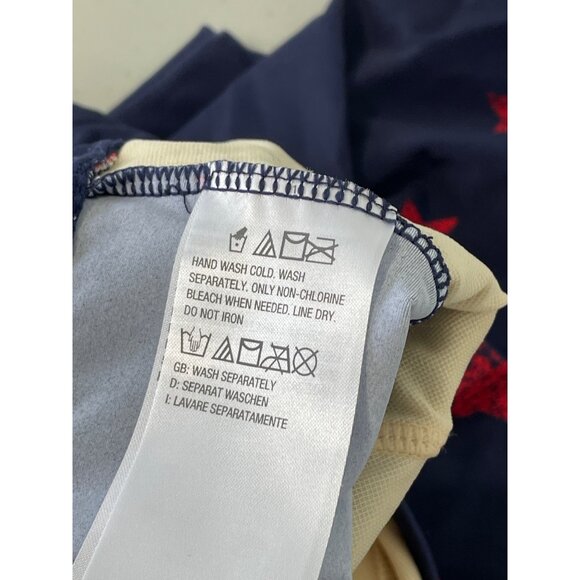 HAND WASH COLD. WASH
SEPARATELY. ONLY NON-CHLORINE
BLEACH WHEN NEEDED. LINE DRY.
DO NOT IRON
GB: WASH SEPARATELY
D: SEPARAT WASCHEN
I: LAVARE SEPARATAMENTE